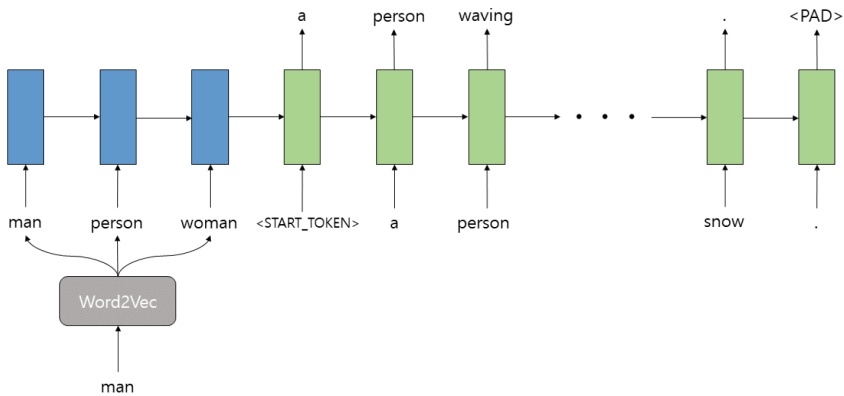 a person waving . <PAD>
man person woman <START_TOKEN> a person snow .
Word2Vec
man